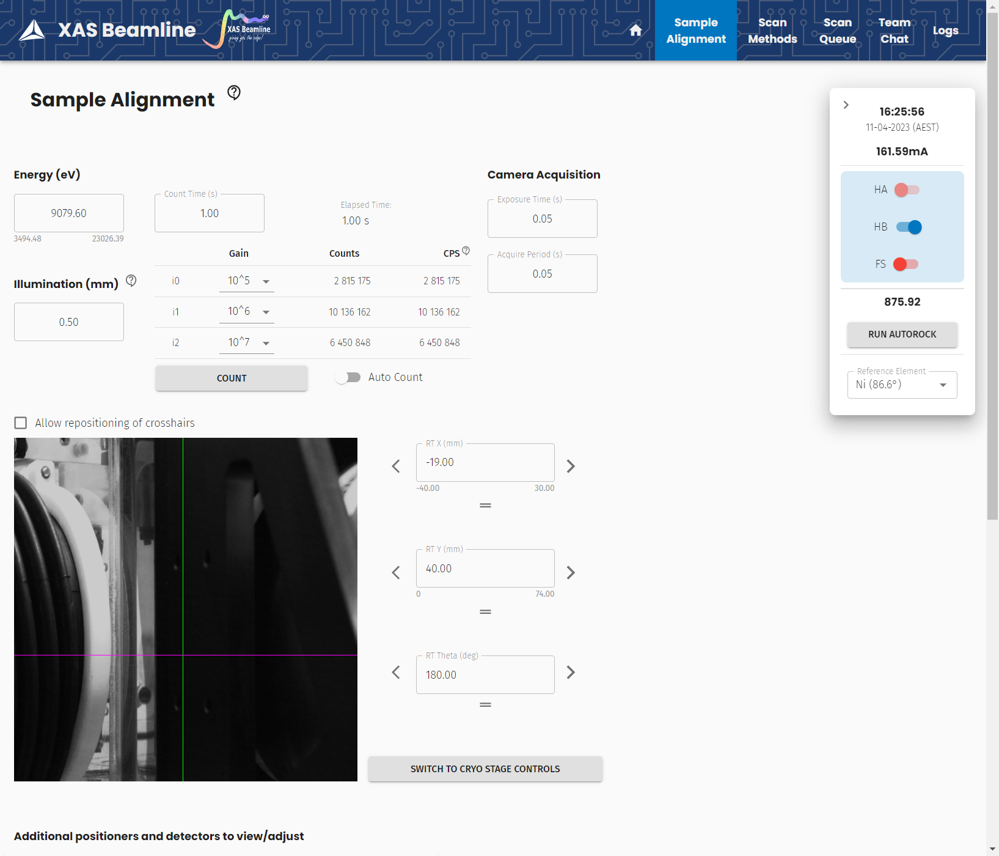 XAS Beamline
XAS Beamline
giving you the edge!
Sample Alignment
Scan Methods
Scan Queue
Team Chat
Logs
Sample Alignment
16:25:56
11-04-2023 (AEST)
161.59mA
HA
HB
FS
875.92
RUN AUTOROCK
Reference Element
Ni (86.6°)
Energy (eV)
9079.60
3494.48 23026.39
Illumination (mm)
0.50
Count Time (s)
1.00
Elapsed Time:
1.00 s
Gain Counts CPS
i0 10^5 2 815 175 2 815 175
i1 10^6 10 136 162 10 136 162
i2 10^7 6 450 848 6 450 848
COUNT
Auto Count
Camera Acquisition
Exposure Time (s)
0.05
Acquire Period (s)
0.05
Allow repositioning of crosshairs
RT X (mm)
-19.00
-40.00 30.00
RT Y (mm)
40.00
0 74.00
RT Theta (deg)
180.00
SWITCH TO CRYO STAGE CONTROLS
Additional positioners and detectors to view/adjust